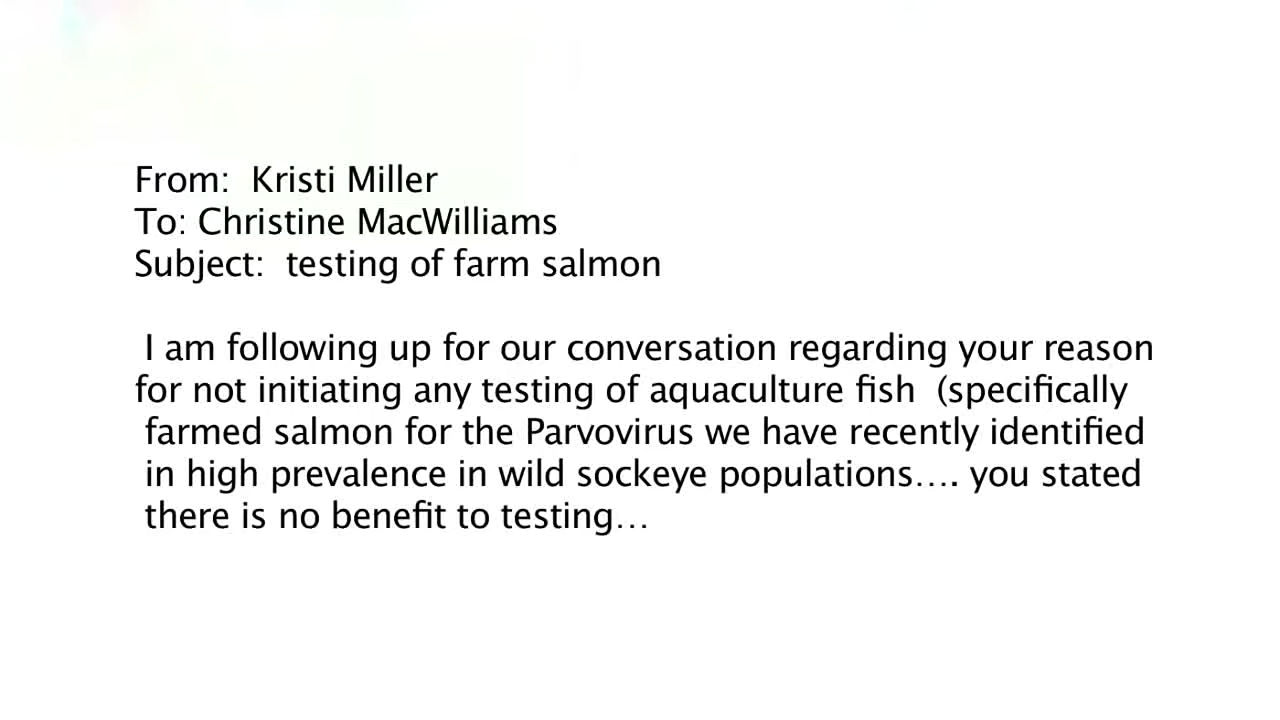 From:  Kristi Miller
To: Christine MacWilliams
Subject:  testing of farm salmon
I am following up for our conversation regarding your reason
for not initiating any testing of aquaculture fish  (specifically
farmed salmon for the Parvovirus we have recently identified
in high prevalence in wild sockeye populations…. you stated
there is no benefit to testing…